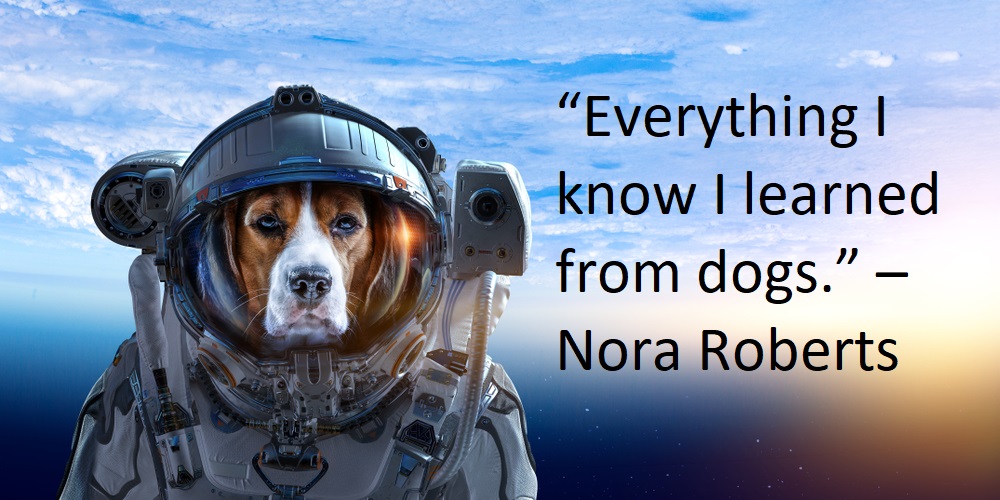 “Everything I
know I learned
from dogs.” –
Nora Roberts